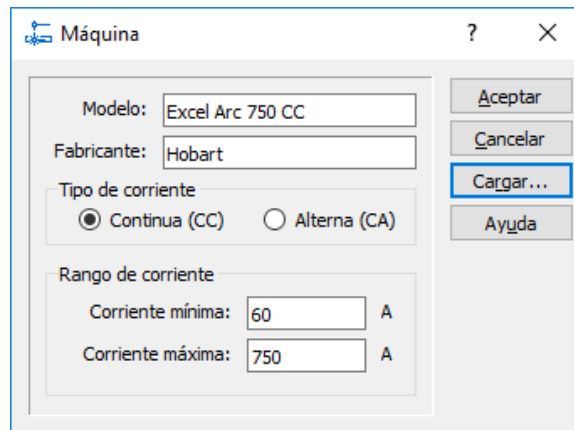 Máquina ? ×
Modelo: Excel Arc 750 CC
Fabricante: Hobart
Tipo de corriente
Continua (CC) Alterna (CA)
Rango de corriente
Corriente mínima: 60 A
Corriente máxima: 750 A
Aceptar
Cancelar
Cargar...
Ayuda